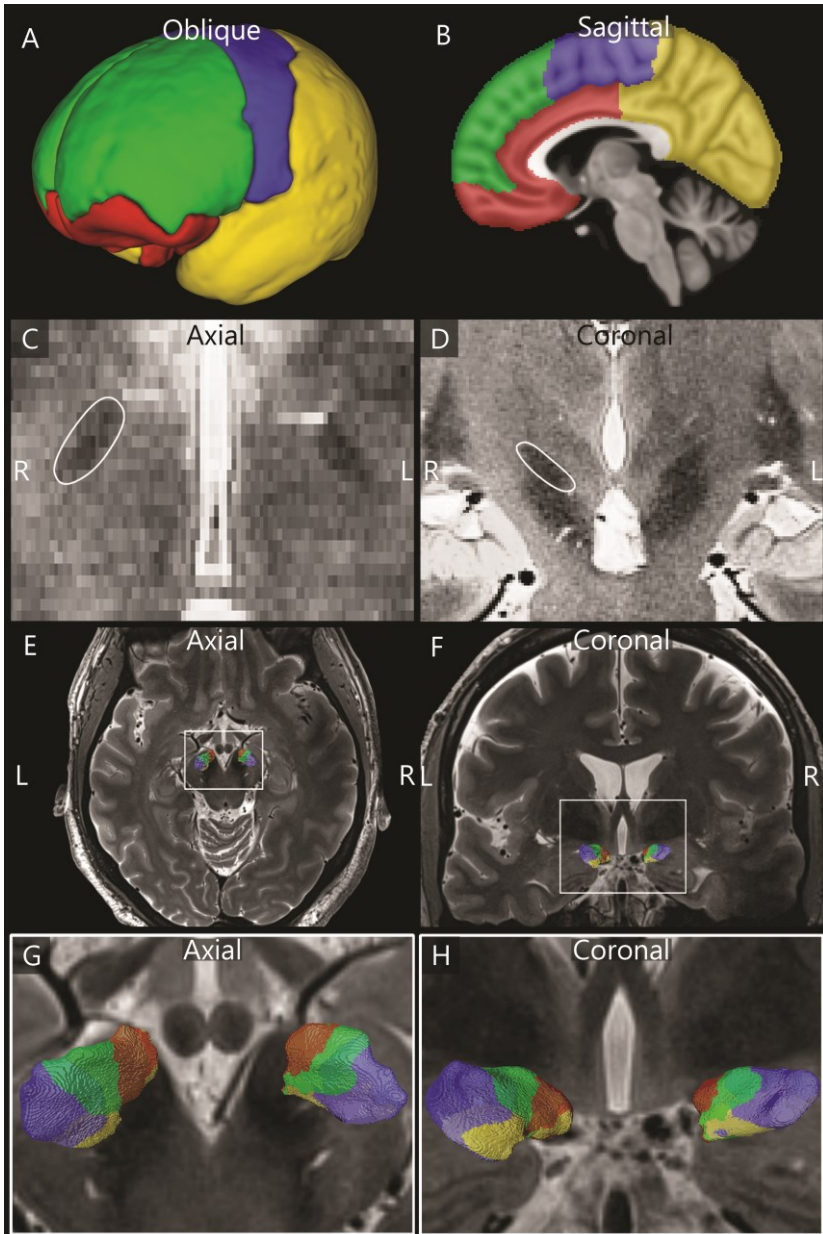 A Oblique
B Sagittal
C Axial
R L
D Coronal
R L
E Axial
L R
F Coronal
L R
G Axial
H Coronal